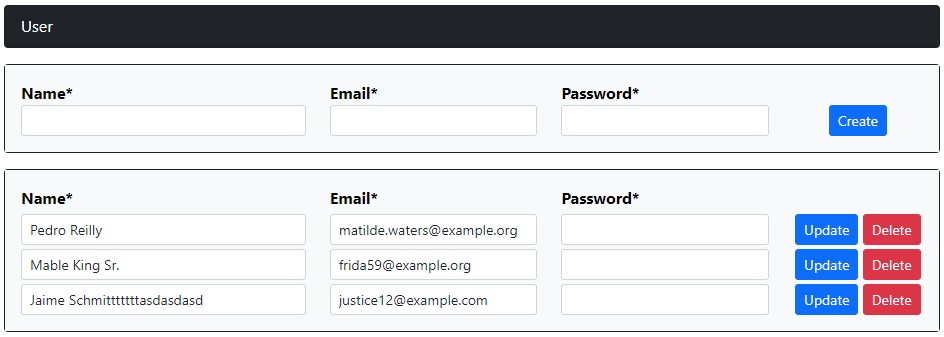 User
Name* Email* Password*
Create
Name* Email* Password*
Pedro Reilly matilde.waters@example.org Update Delete
Mable King Sr. frida59@example.org Update Delete
Jaime Schmitttttttasdasdasd justice12@example.com Update Delete